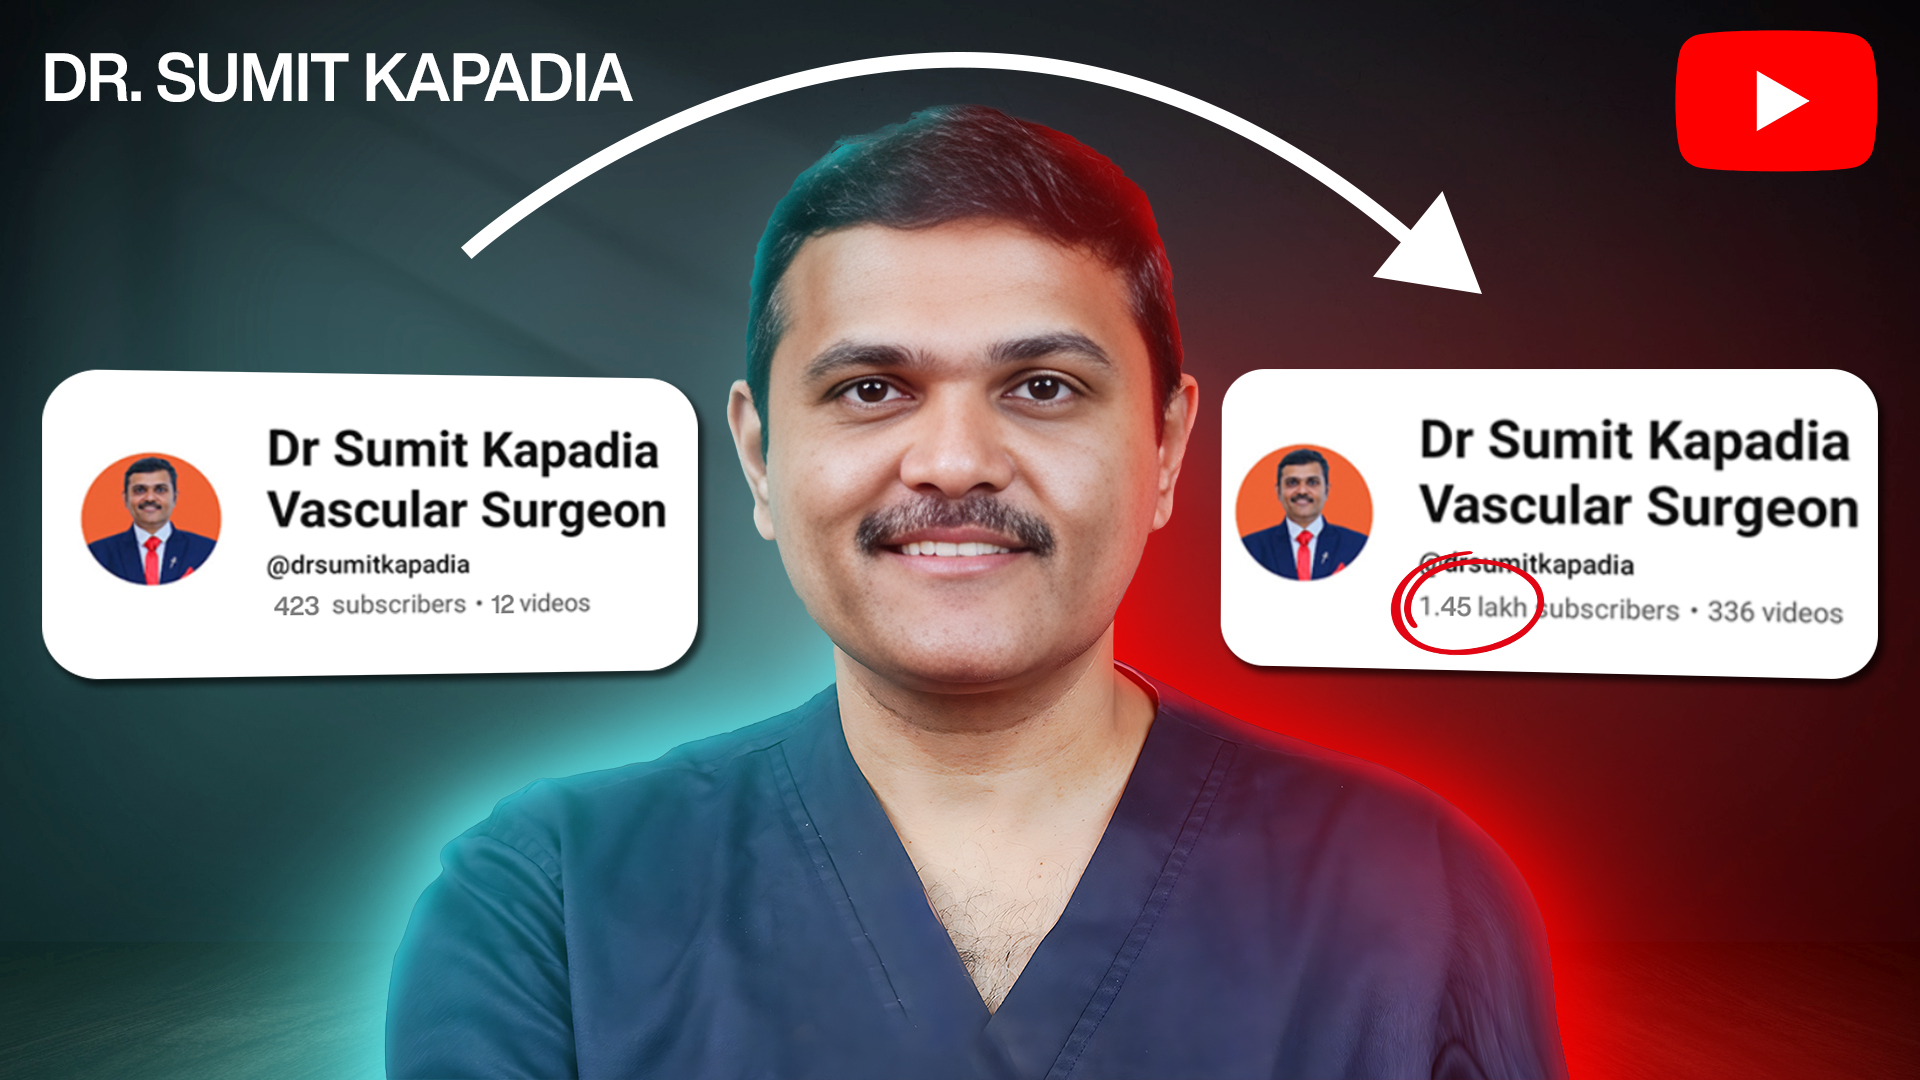 DR. SUMIT KAPADIA
Dr Sumit Kapadia
Vascular Surgeon
@drsumitkapadia
423 subscribers • 12 videos
Dr Sumit Kapadia
Vascular Surgeon
@drsumitkapadia
1.45 lakh subscribers • 336 videos